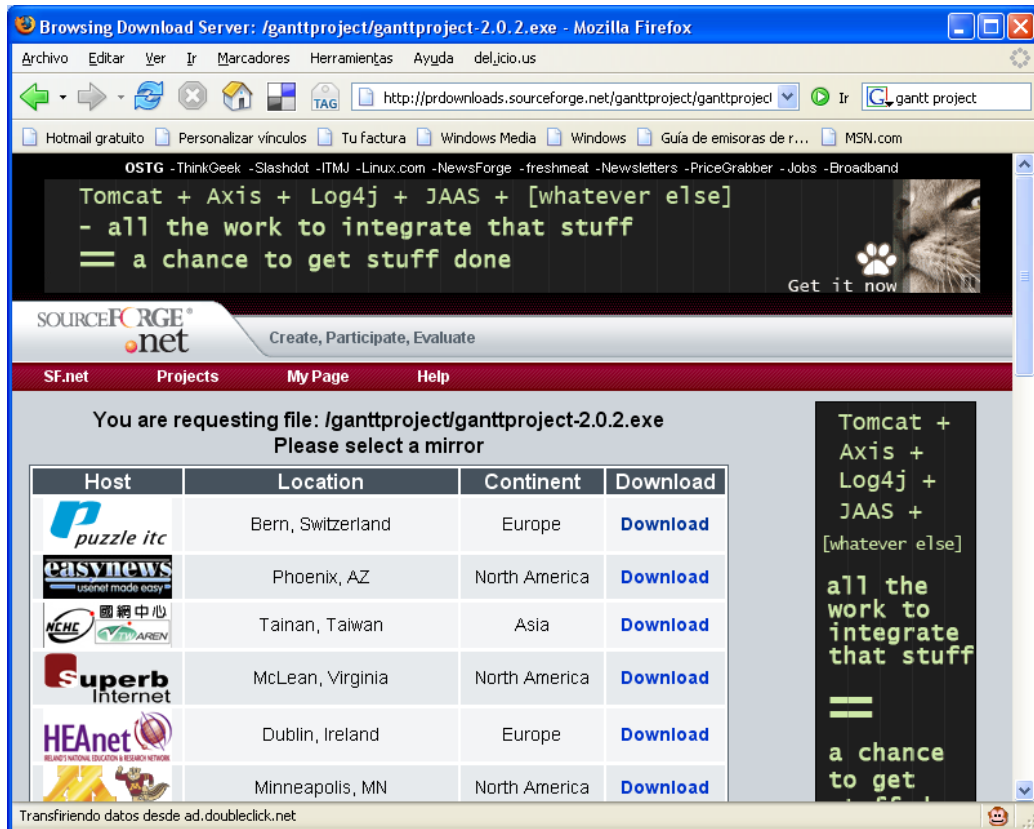 Browsing Download Server: /ganttproject/ganttproject-2.0.2.exe - Mozilla Firefox
Archivo Editar Ver Ir Marcadores Herramientas Ayuda del.icio.us
TAG http://prdownloads.sourceforge.net/ganttproject/ganttproject Ir G gantt project
Hotmail gratuito Personalizar vínculos Tu factura Windows Media Windows Guía de emisoras de r... MSN.com
OSTG -ThinkGeek -Slashdot -ITMJ -Linux.com -NewsForge -freshmeat -Newsletters -PriceGrabber -Jobs -Broadband
Tomcat + Axis + Log4j + JAAS + [whatever else]
- all the work to integrate that stuff
== a chance to get stuff done
Get it now
SOURCEFORGE®
.net
Create, Participate, Evaluate
SF.net Projects My Page Help
You are requesting file: /ganttproject/ganttproject-2.0.2.exe
Please select a mirror
Host Location Continent Download
puzzle itc Bern, Switzerland Europe Download
easynews
usenet made easy
Phoenix, AZ North America Download
NCHC 國網中心 TWAREN Tainan, Taiwan Asia Download
Superb Internet McLean, Virginia North America Download
HEAnet
IRELAND'S NATIONAL EDUCATION & RESEARCH NETWORK
Dublin, Ireland Europe Download
Minneapolis, MN North America Download
Tomcat +
Axis +
Log4j +
JAAS +
[whatever else]
all the
work to
integrate
that stuff
==
a chance
to get
Transfiriendo datos desde ad.doubleclick.net